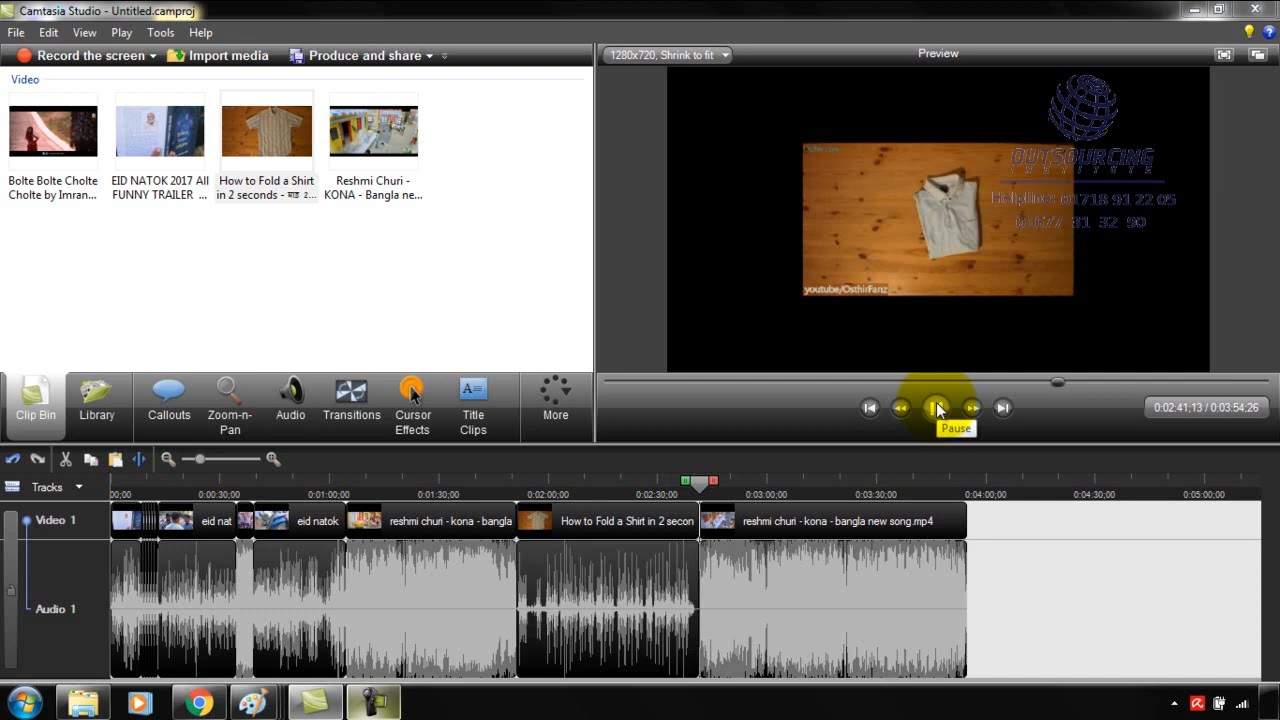 Camtasia Studio - Untitled.camproj
File Edit View Play Tools Help
Record the screen Import media Produce and share
1280x720, Shrink to fit
Preview
Video
Bolte Bolte Cholte
Cholte by Imran...
EID NATOK 2017 All
FUNNY TRAILER ...
How to Fold a Shirt
in 2 seconds - মাত্র ২...
Reshmi Churi -
KONA - Bangla ne...
OUTSOURCING
INSTITUTE
Helpline: 01718 91 22 05
31 32 90
youtube/OsthirFanz
Clip Bin
Library
Callouts
Zoom-n-
Pan
Audio
Transitions
Cursor
Effects
Title
Clips
More
Pause
0:02:41;13 / 0:03:54;26
Tracks
00;00 0:00:30;00 0:01:00;00 0:01:30;00 0:02:00;00 0:02:30;00 0:03:00;00 0:03:30;00 0:04:00;00 0:04:30;00 0:05:00;00
Video 1
eid nat
eid natok
reshmi churi - kona - bangla
How to Fold a Shirt in 2 secon
reshmi churi - kona - bangla new song.mp4
Audio 1